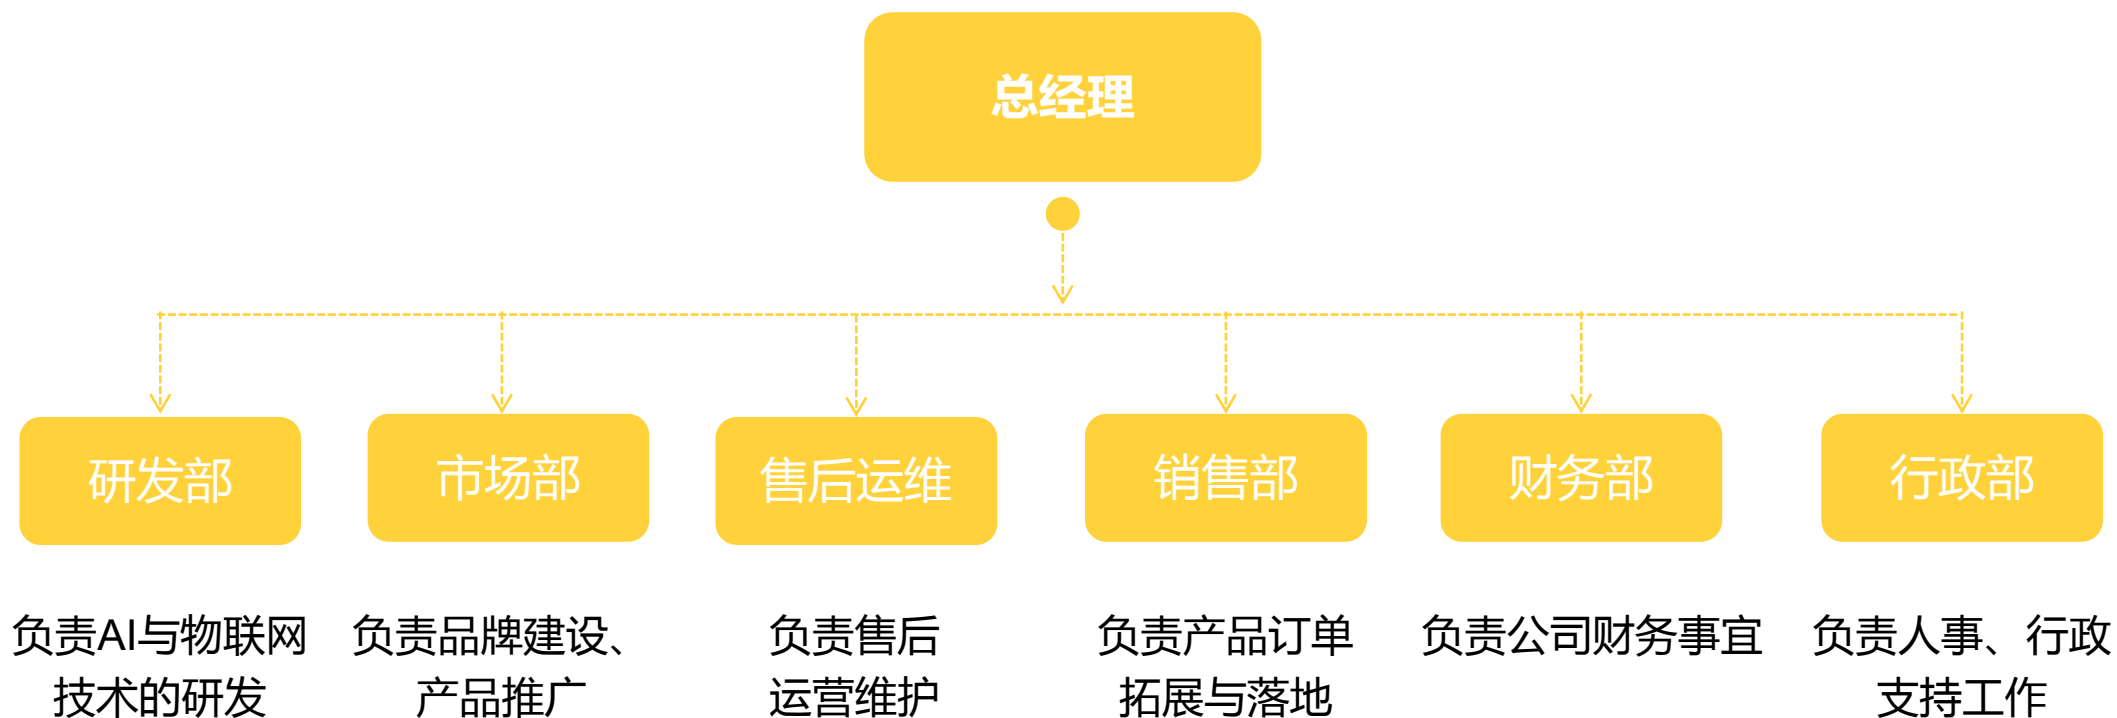 总经理
研发部
市场部
售后运维
销售部
财务部
行政部
负责AI与物联网
技术的研发
负责品牌建设、
产品推广
负责售后
运营维护
负责产品订单
拓展与落地
负责公司财务事宜
负责人事、行政
支持工作